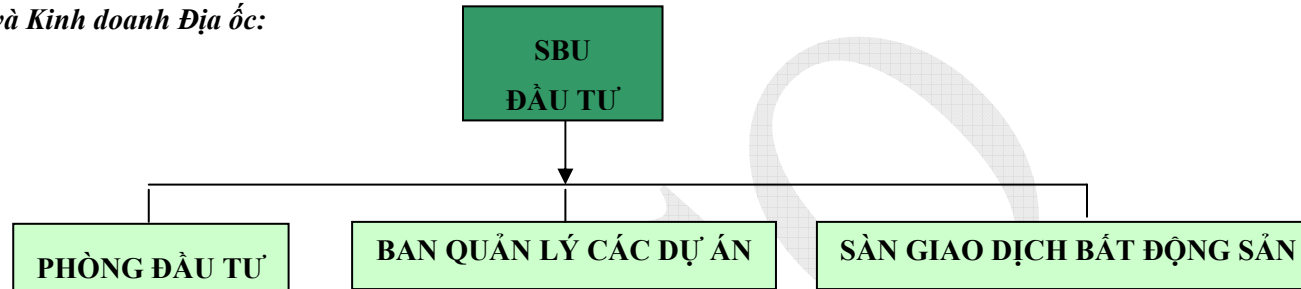 và Kinh doanh Địa ốc:
SBU
ĐẦU TƯ
PHÒNG ĐẦU TƯ
BAN QUẢN LÝ CÁC DỰ ÁN
SÀN GIAO DỊCH BẤT ĐỘNG SẢN